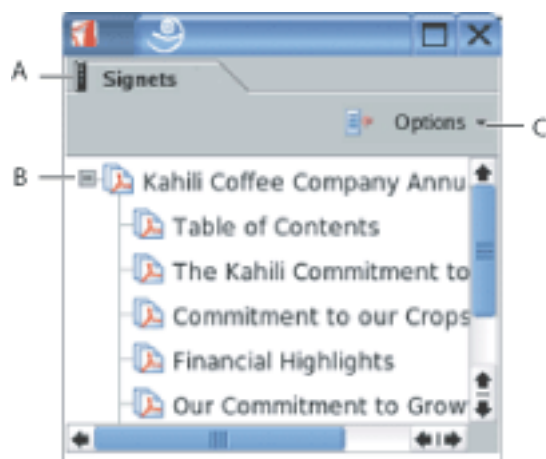 A
Signets
Options
C
B
Kahili Coffee Company Annu
Table of Contents
The Kahili Commitment to
Commitment to our Crops
Financial Highlights
Our Commitment to Grow